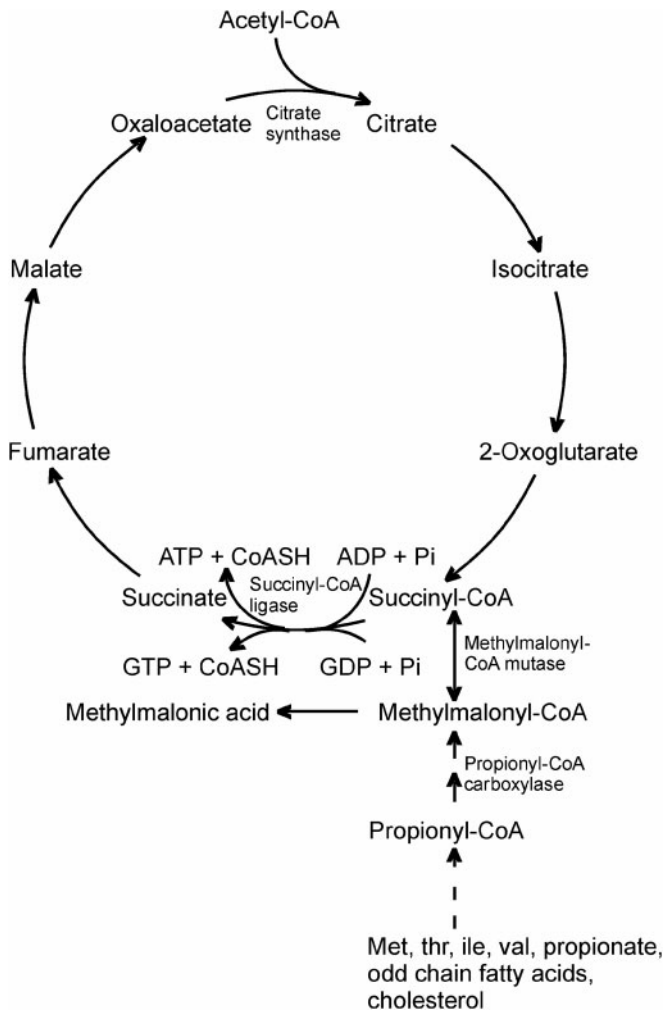 Acetyl-CoA
Oxaloacetate
Citrate
synthase
Citrate
Malate
Isocitrate
Fumarate
2-Oxoglutarate
ATP + CoASH
ADP + Pi
Succinate
Succinyl-CoA
ligase
Succinyl-CoA
GTP + CoASH
GDP + Pi
Methylmalonyl-
CoA mutase
Methylmalonic acid
Methylmalonyl-CoA
Propionyl-CoA
carboxylase
Propionyl-CoA
Met, thr, ile, val, propionate,
odd chain fatty acids,
cholesterol